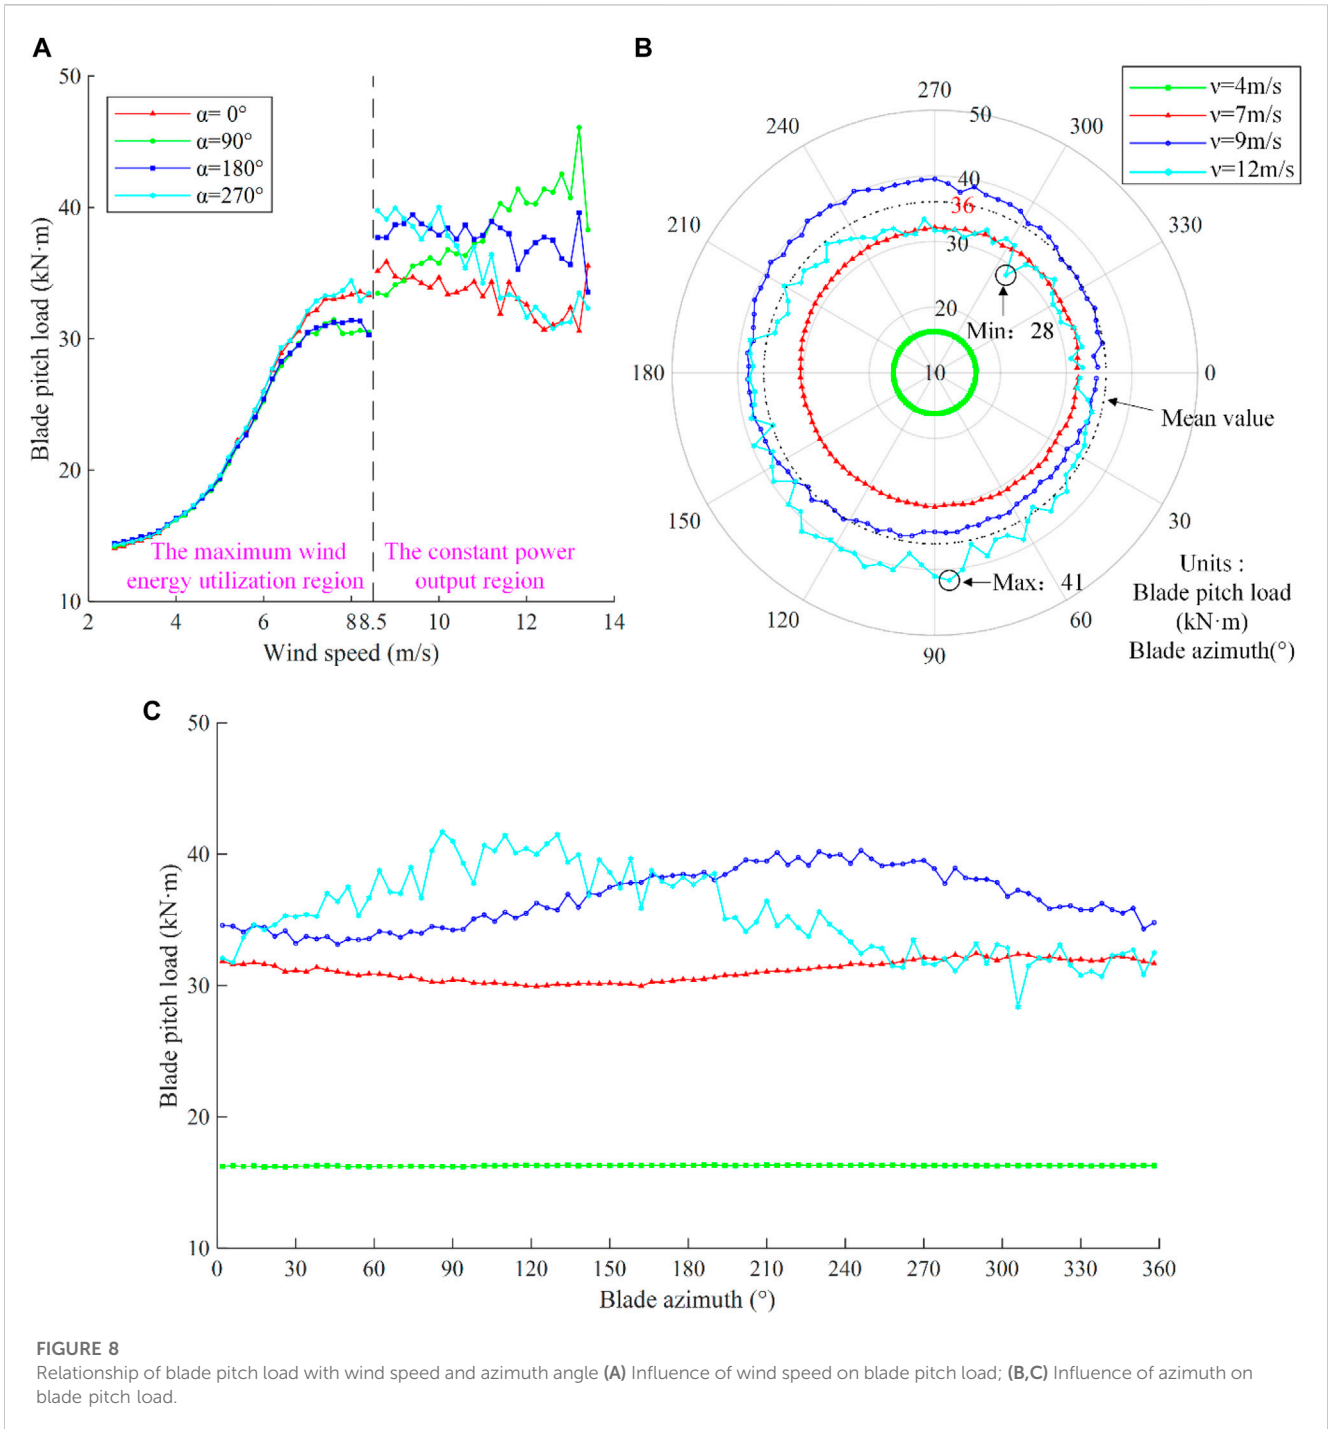 A
50
40
30
20
10
Blade pitch load (kN·m)
α= 0°
α=90°
α=180°
α=270°
The maximum wind
energy utilization region
The constant power
output region
2
4
6
8
8.5
10
12
14
Wind speed (m/s)
B
ν=4m/s
ν=7m/s
ν=9m/s
ν=12m/s
270
240
300
210
330
180
0
150
30
120
60
90
50
40
36
30
20
10
Min：28
Mean value
Max：41
Units :
Blade pitch load
(kN·m)
Blade azimuth(°)
C
50
40
30
20
10
Blade pitch load (kN·m)
0
30
60
90
120
150
180
210
240
270
300
330
360
Blade azimuth (°)
FIGURE 8
Relationship of blade pitch load with wind speed and azimuth angle (A) Influence of wind speed on blade pitch load; (B,C) Influence of azimuth on
blade pitch load.